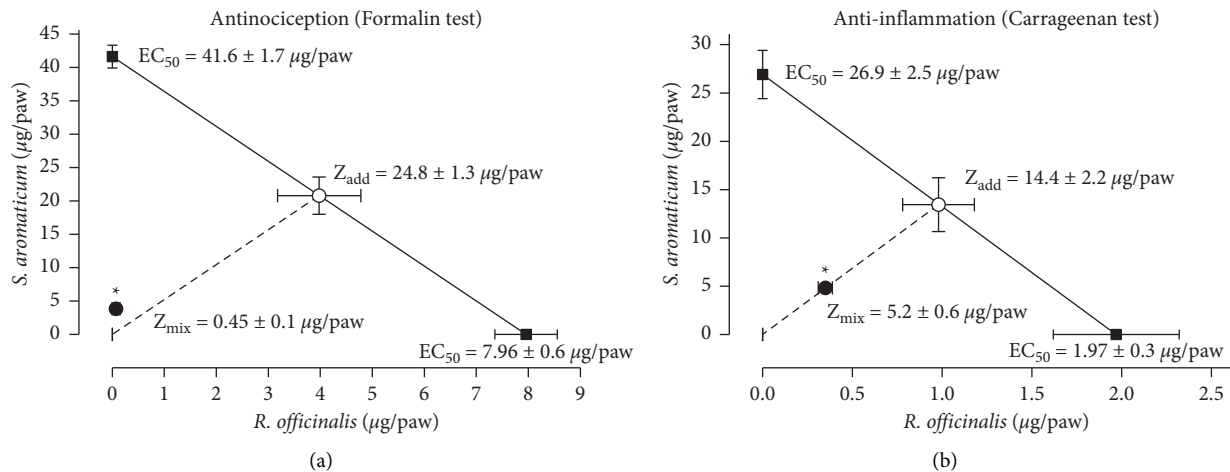 Antinociception (Formalin test)
45
40
35
30
25
20
15
10
5
0
S. aromaticum (µg/paw)
EC50 = 41.6 ± 1.7 µg/paw
Zadd = 24.8 ± 1.3 µg/paw
*
Zmix = 0.45 ± 0.1 µg/paw
EC50 = 7.96 ± 0.6 µg/paw
0 1 2 3 4 5 6 7 8 9
R. officinalis (µg/paw)
(a)
Anti-inflammation (Carrageenan test)
30
25
20
15
10
5
0
S. aromaticum (µg/paw)
EC50 = 26.9 ± 2.5 µg/paw
Zadd = 14.4 ± 2.2 µg/paw
*
Zmix = 5.2 ± 0.6 µg/paw
EC50 = 1.97 ± 0.3 µg/paw
0.0 0.5 1.0 1.5 2.0 2.5
R. officinalis (µg/paw)
(b)